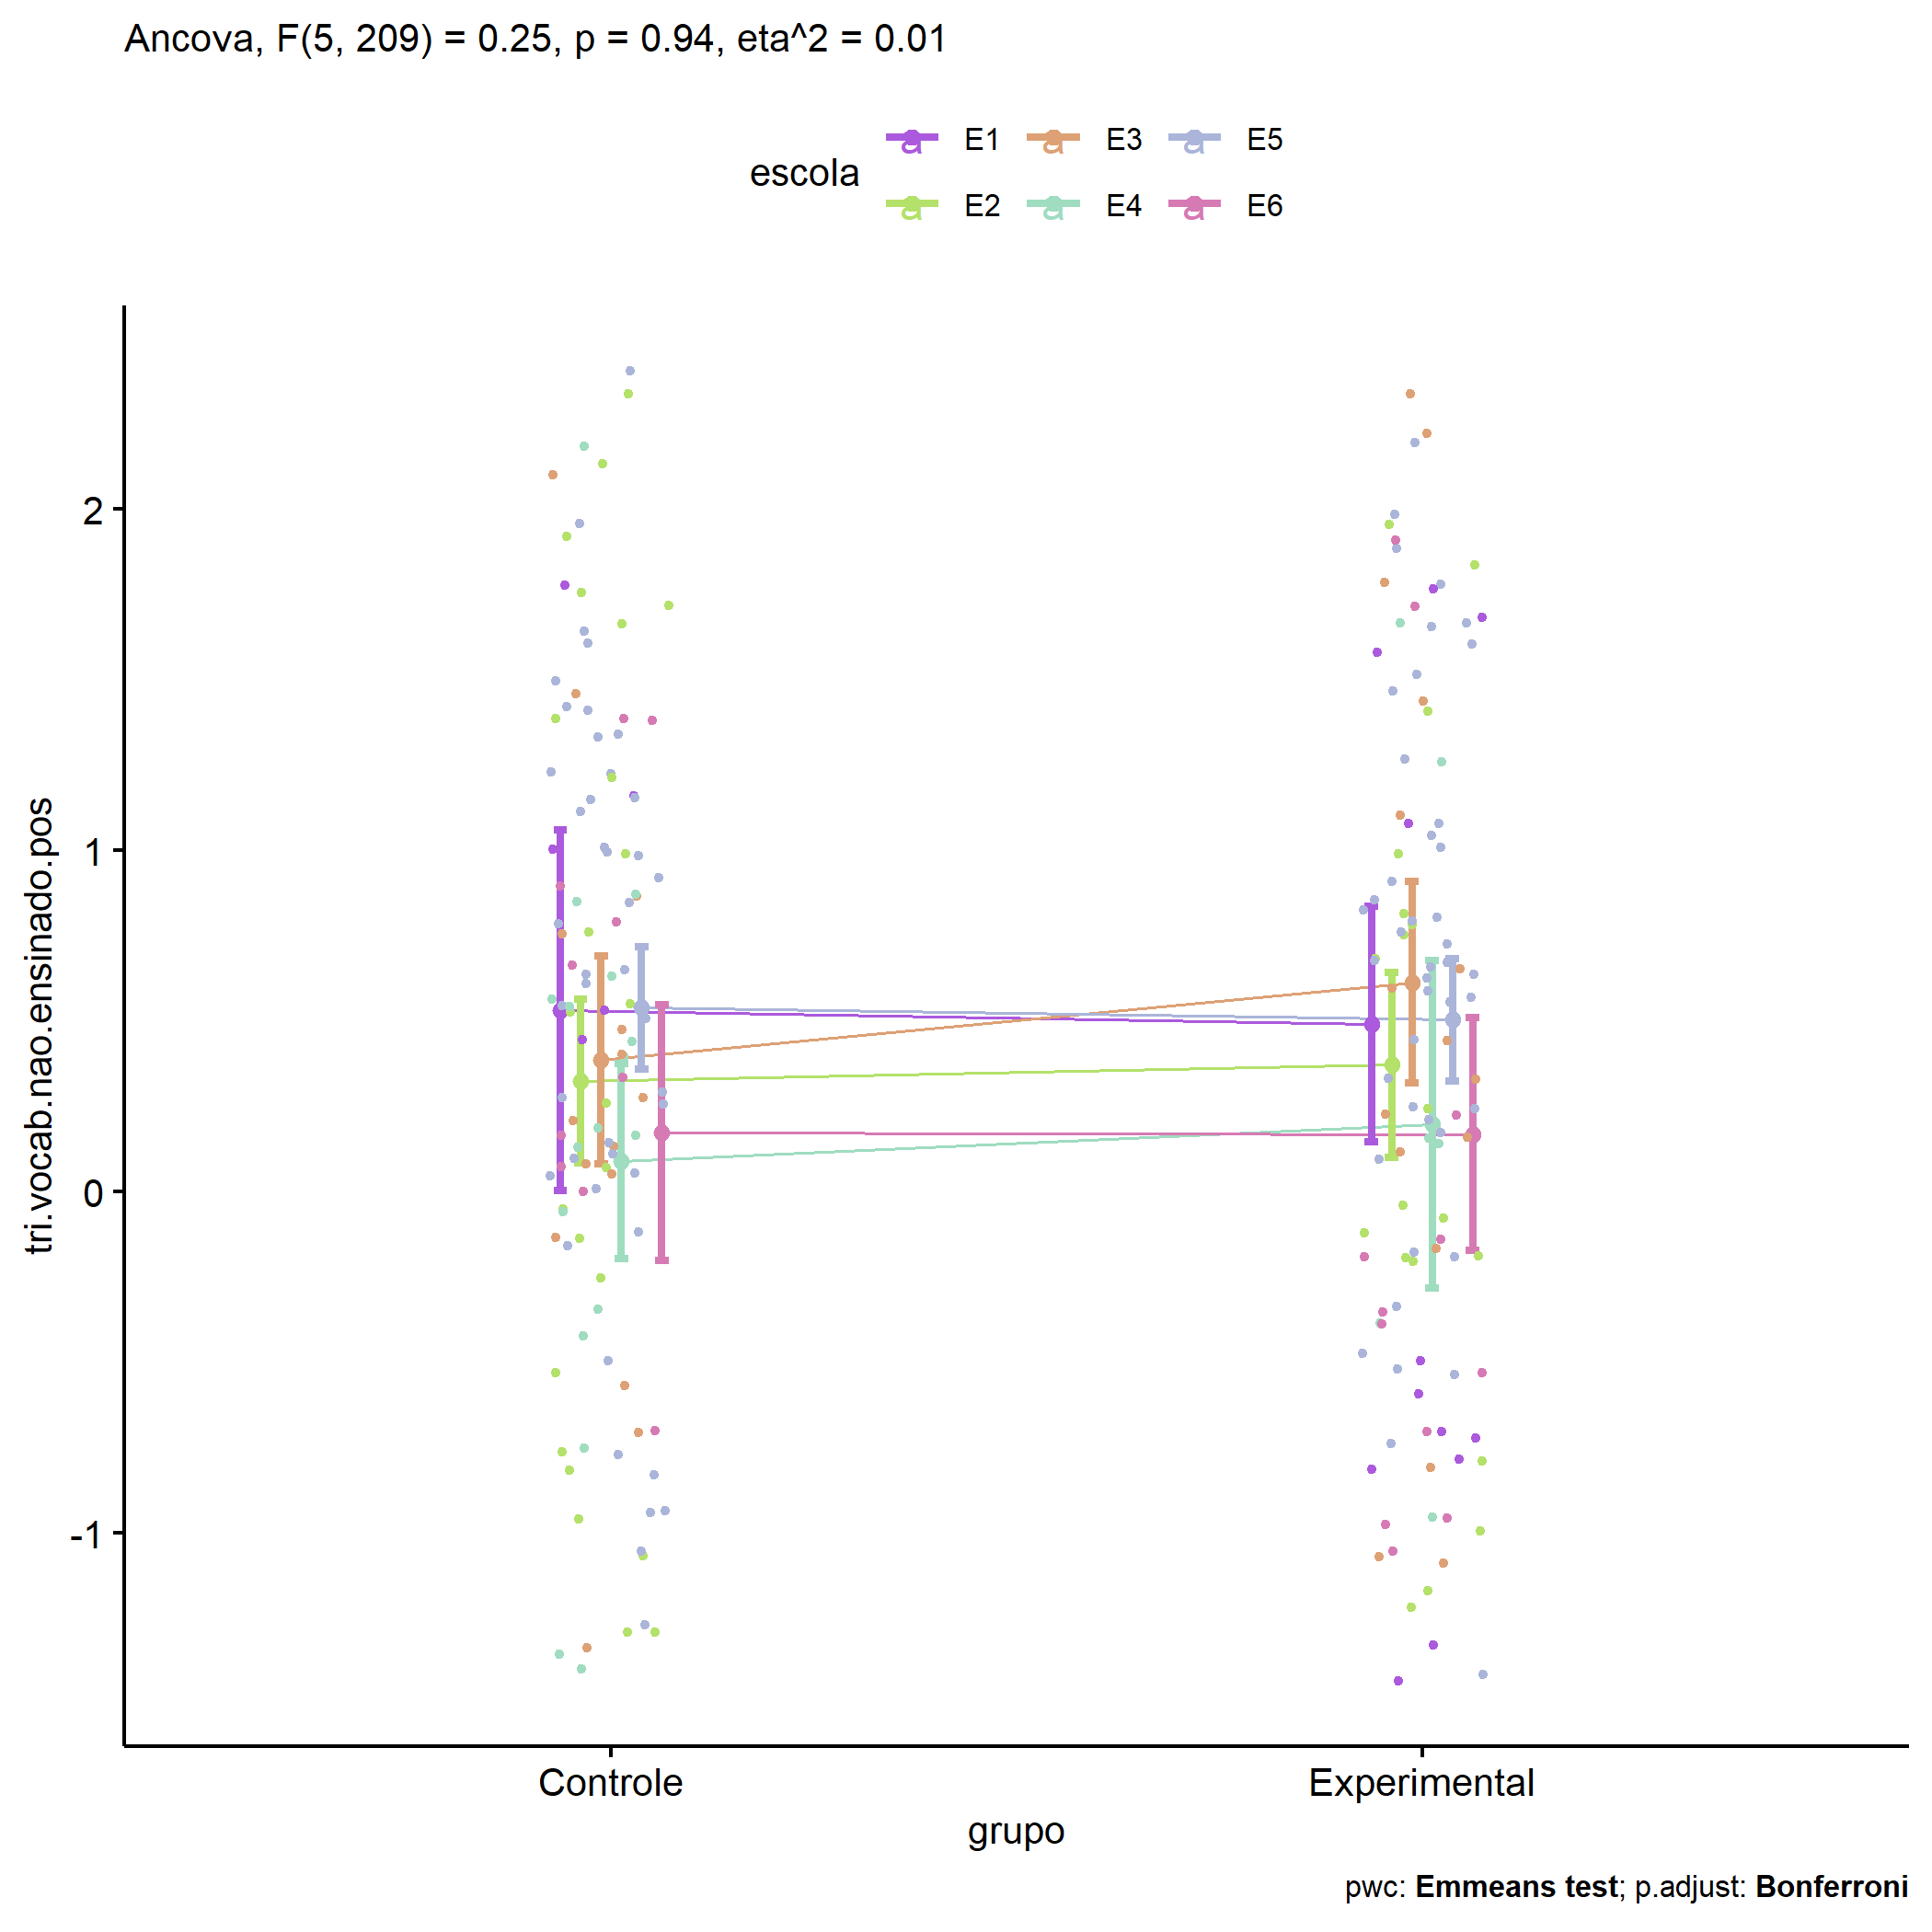 Ancova, F(5, 209) = 0.25, p = 0.94, eta^2 = 0.01
escola
a E1 a E3 a E5
a E2 a E4 a E6
tri.vocab.nao.ensinado.pos
2
1
0
-1
Controle Experimental
grupo
pwc: Emmeans test; p.adjust: Bonferroni